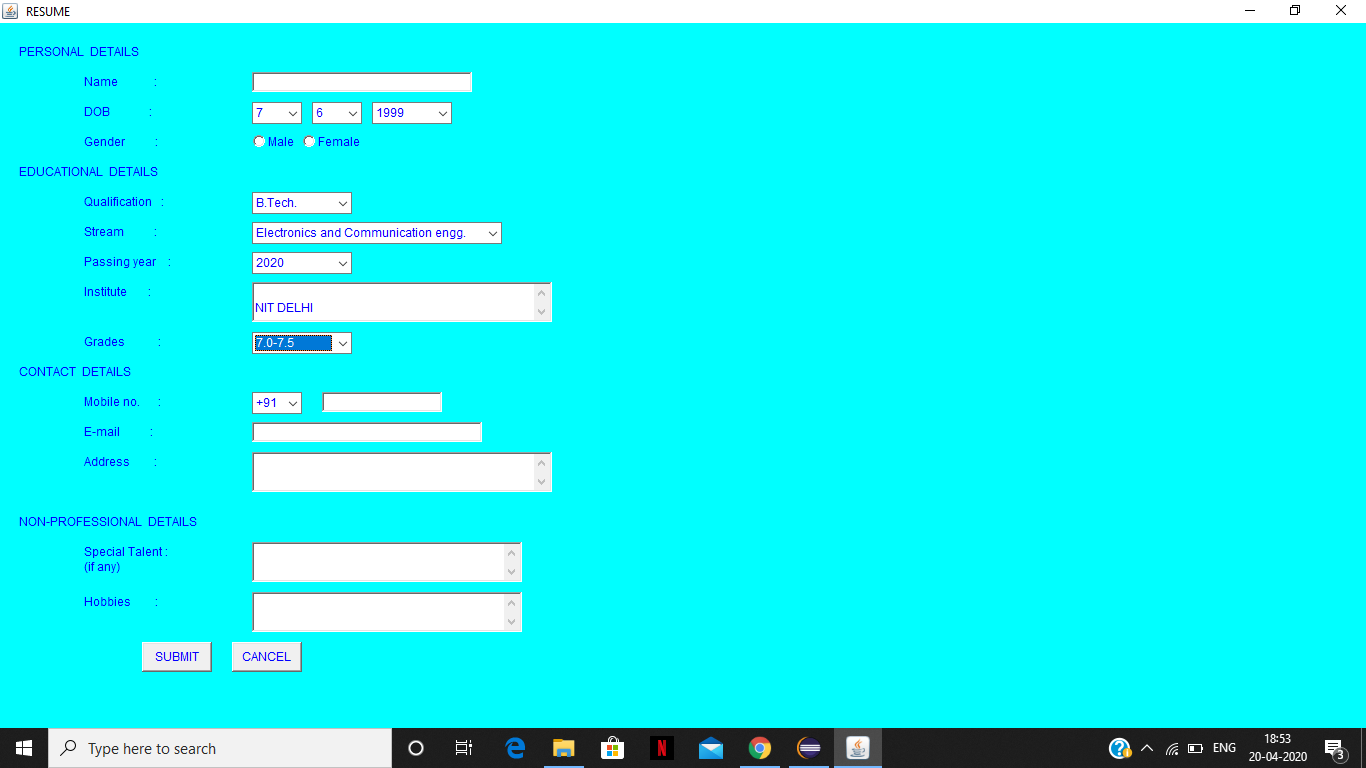 RESUME
PERSONAL DETAILS
Name :
DOB : 7 6 1999
Gender : Male Female
EDUCATIONAL DETAILS
Qualification : B.Tech.
Stream : Electronics and Communication engg.
Passing year : 2020
Institute : NIT DELHI
Grades : 7.0-7.5
CONTACT DETAILS
Mobile no. : +91
E-mail :
Address :
NON-PROFESSIONAL DETAILS
Special Talent :
(if any)
Hobbies :
SUBMIT CANCEL
Type here to search N ENG 18:53
20-04-2020 3